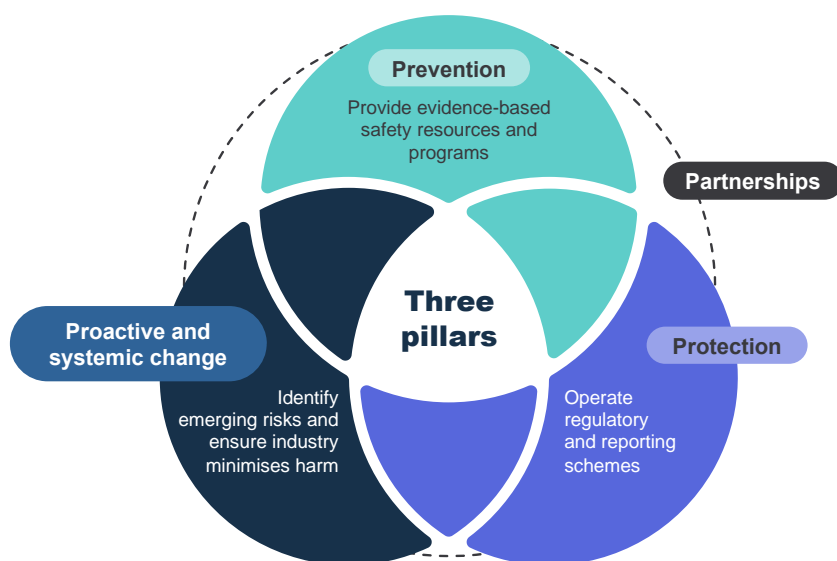 Prevention
Provide evidence-based
safety resources and
programs
Partnerships
Three
pillars
Proactive and
systemic change
Identify
emerging risks and
ensure industry
minimises harm
Protection
Operate
regulatory
and reporting
schemes